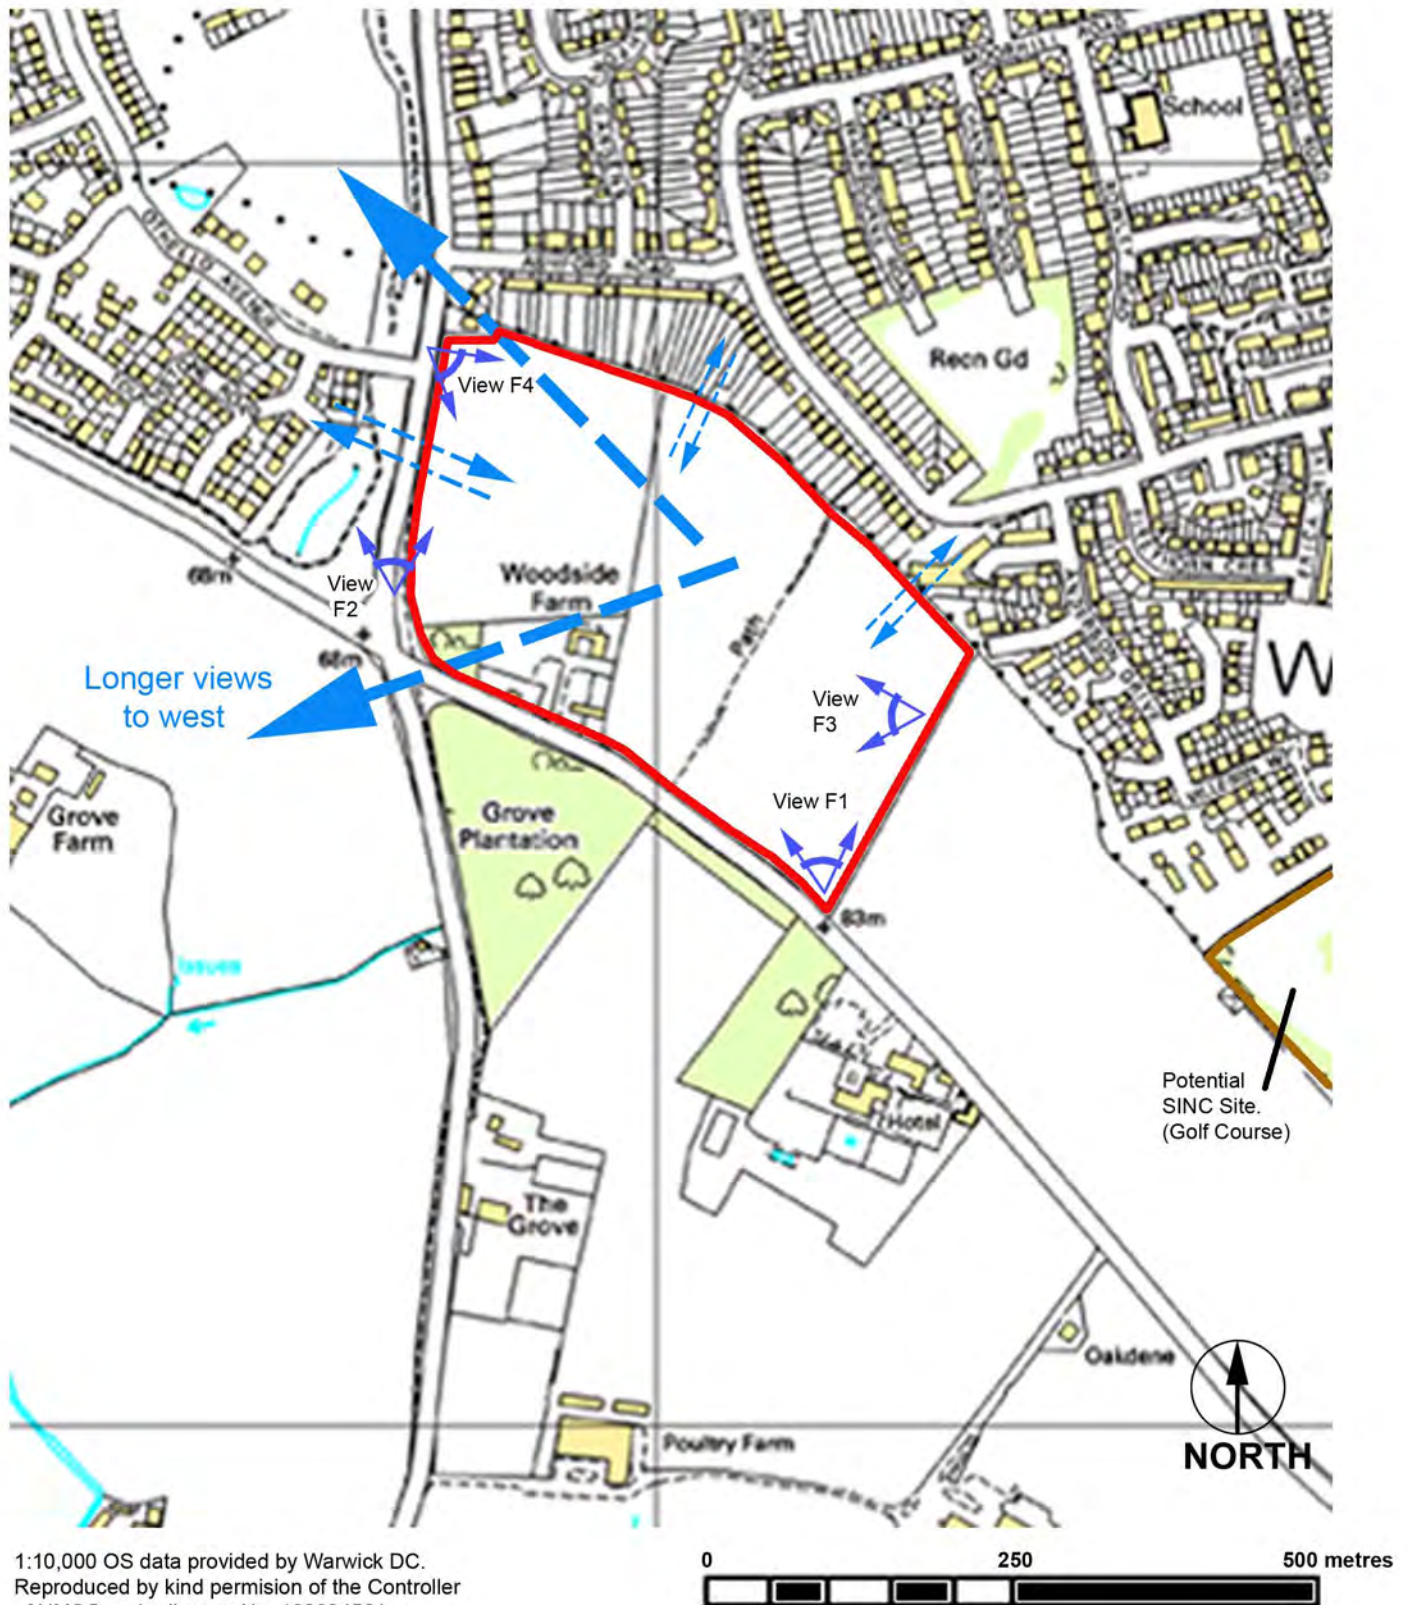 School
Recn Gd
View F4
Woodside
Farm
68m
View
F2
68m
Path
Longer views
to west
View
F3
View F1
W
Grove
Farm
Grove
Plantation
83m
Issues
Hotel
Potential
SINC Site.
(Golf Course)
The
Grove
Oakdene
Poultry Farm
NORTH
1:10,000 OS data provided by Warwick DC.
Reproduced by kind permision of the Controller
0 250 500 metres